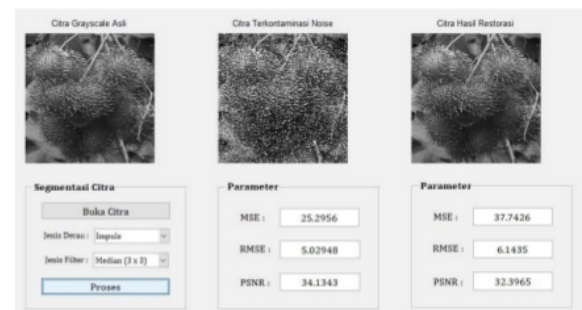 Citra Grayscale Asli
Citra Terkontaminasi Noise
Citra Hasil Restorasi
Segmentasi Citra
Buka Citra
Jenis Derau : Impuls
Jenis Filter : Median (3 x 3)
Proses
Parameter
MSE : 25.2956
RMSE : 5.02948
PSNR : 34.1343
Parameter
MSE : 37.7426
RMSE : 6.1435
PSNR : 32.3965